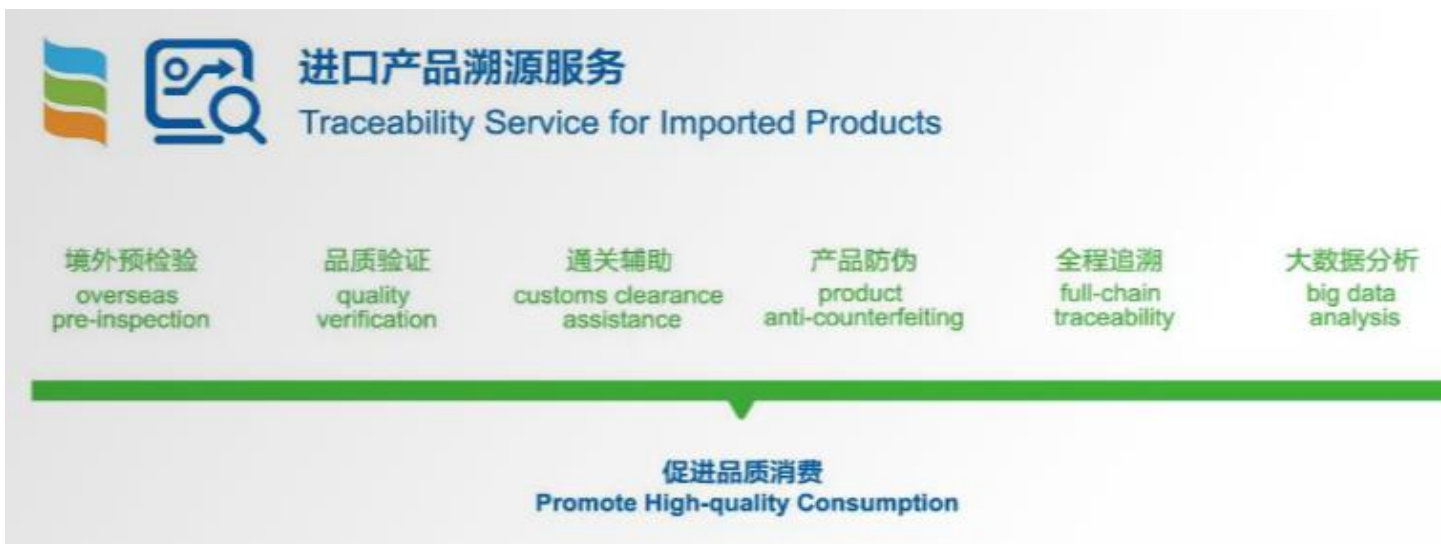 进口产品溯源服务
Traceability Service for Imported Products
境外预检验
overseas
pre-inspection
品质验证
quality
verification
通关辅助
customs clearance
assistance
产品防伪
product
anti-counterfeiting
全程追溯
full-chain
traceability
大数据分析
big data
analysis
促进品质消费
Promote High-quality Consumption